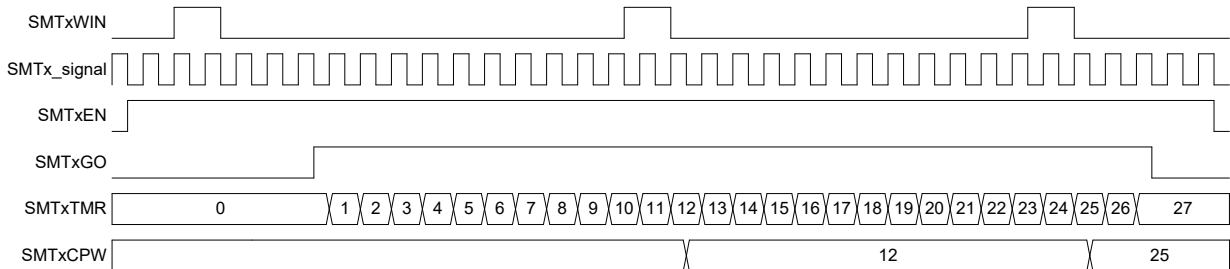 SMTxWIN
SMTx_signal
SMTxEN
SMTxGO
SMTxTMR 0 1 2 3 4 5 6 7 8 9 10 11 12 13 14 15 16 17 18 19 20 21 22 23 24 25 26 27
SMTxCPW 12 25